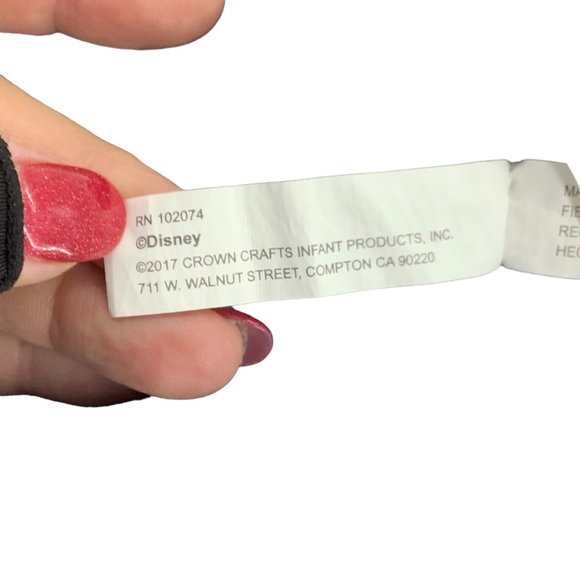 RN 102074
©Disney
©2017 CROWN CRAFTS INFANT PRODUCTS, INC.
711 W. WALNUT STREET, COMPTON CA 90220